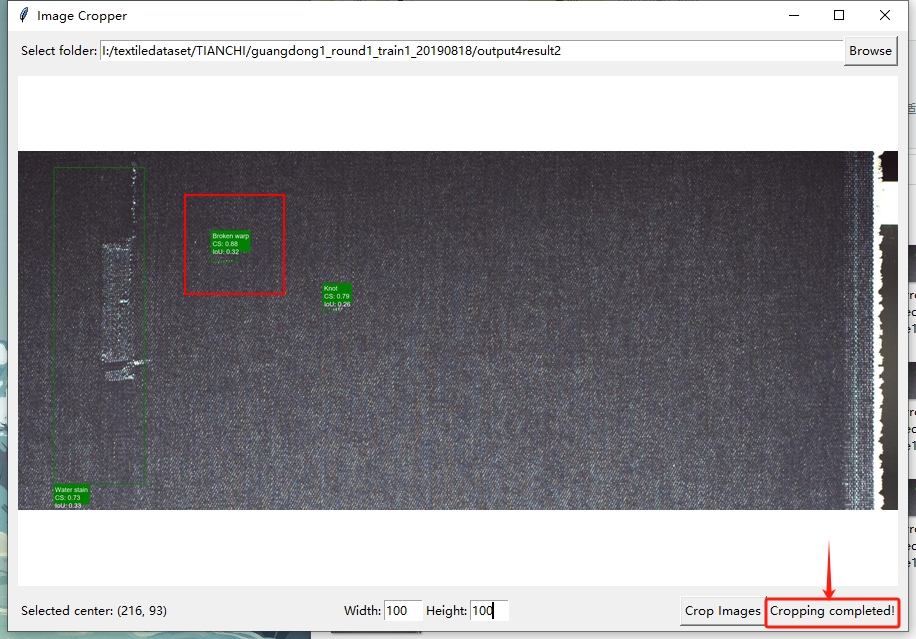 Image Cropper
Select folder: I:/textiledataset/TIANCHI/guangdong1_round1_train1_20190818/output4result2
Browse
Broken warp
CS: 0.88
IoU: 0.32
Knot
CS: 0.79
IoU: 0.26
Water stain
CS: 0.73
IoU: 0.33
Selected center: (216, 93)
Width: 100
Height: 100
Crop Images
Cropping completed!